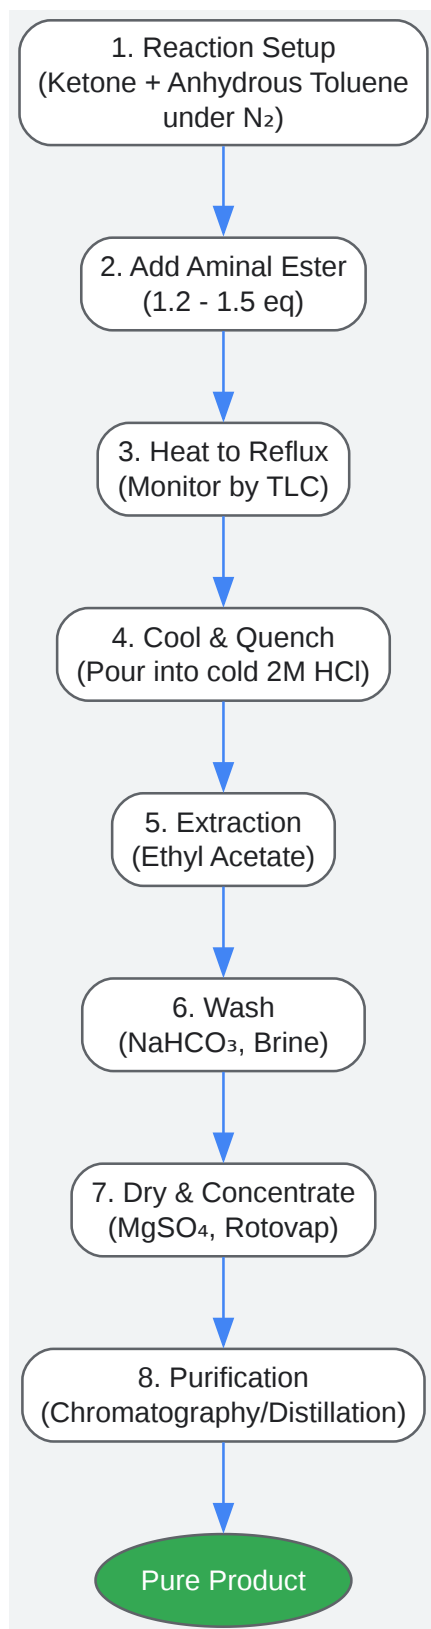 1. Reaction Setup
(Ketone + Anhydrous Toluene
under N₂)
2. Add Aminal Ester
(1.2 - 1.5 eq)
3. Heat to Reflux
(Monitor by TLC)
4. Cool & Quench
(Pour into cold 2M HCl)
5. Extraction
(Ethyl Acetate)
6. Wash
(NaHCO₃, Brine)
7. Dry & Concentrate
(MgSO₄, Rotovap)
8. Purification
(Chromatography/Distillation)
Pure Product